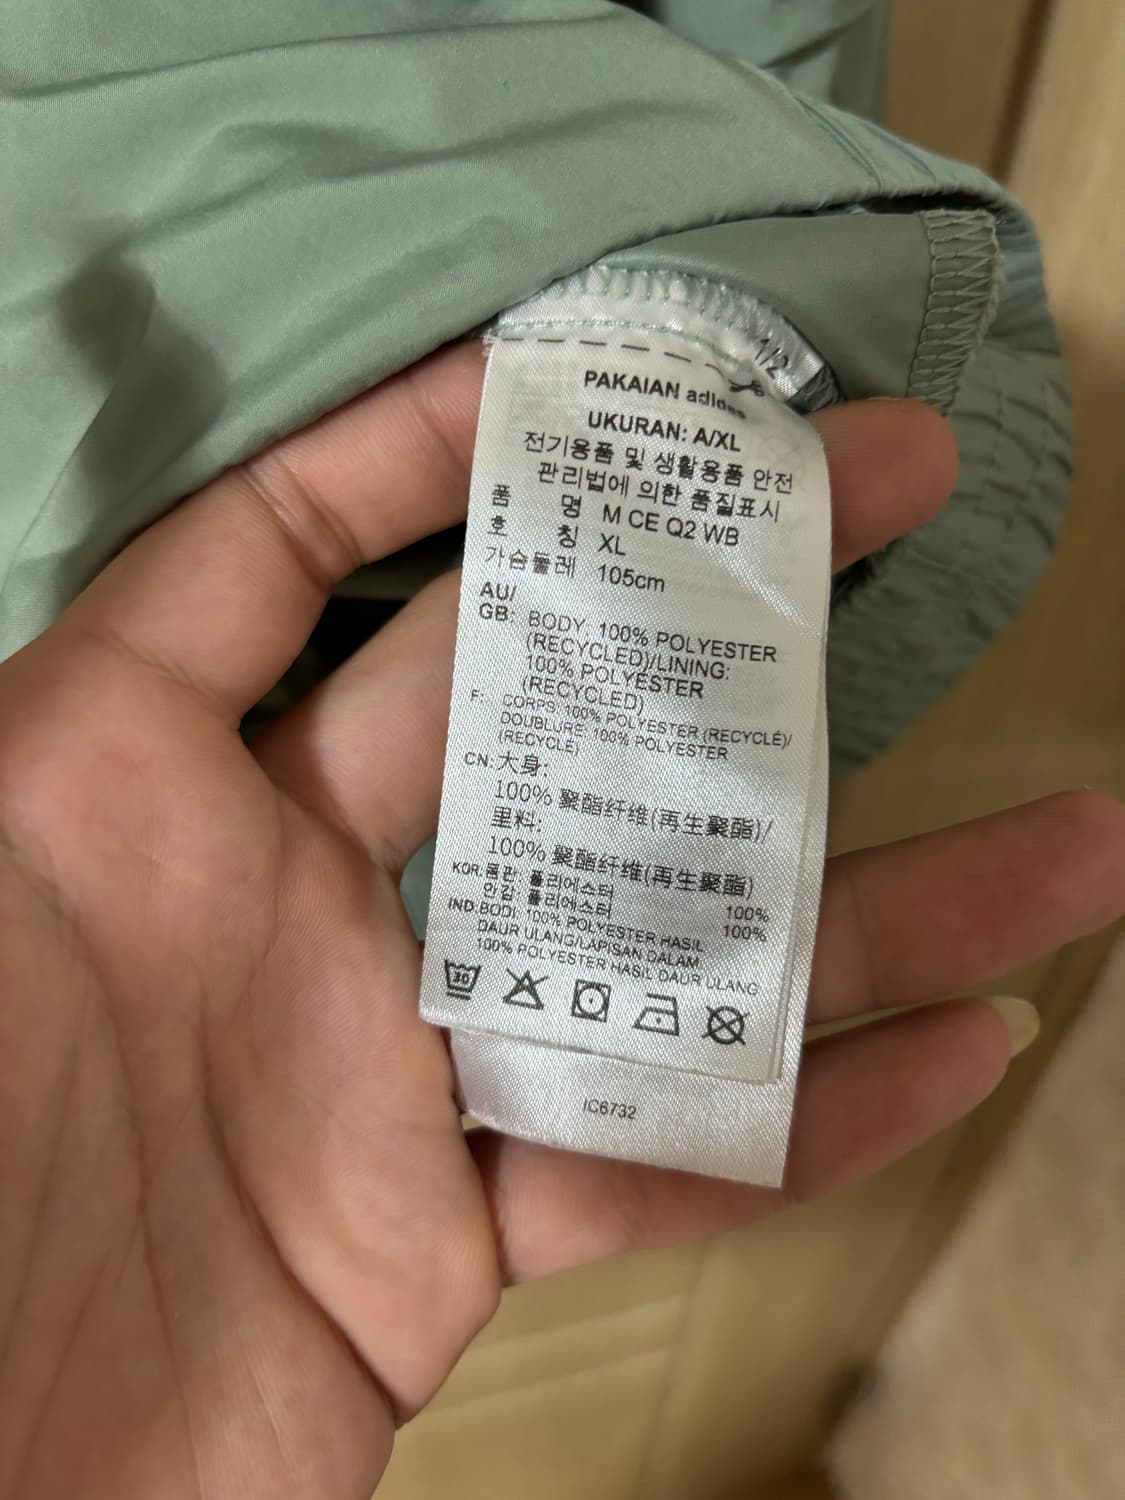 1/2
PAKAIAN adidas
UKURAN: A/XL
전기용품 및 생활용품 안전
관리법에 의한 품질표시
품 명 M CE Q2 WB
호 칭 XL
가슴둘레 105cm
AU/
GB: BODY, 100% POLYESTER
(RECYCLED)/LINING:
100% POLYESTER
(RECYCLED)
F: CORPS: 100% POLYESTER (RECYCLÉ)/
DOUBLURE: 100% POLYESTER
(RECYCLÉ)
CN: 大身:
100% 聚酯纤维(再生聚酯)/
里料:
100% 聚酯纤维(再生聚酯)
KOR: 몸판 폴리에스터 100%
안감 폴리에스터 100%
IND: BODI, 100% POLYESTER HASIL
DAUR ULANG/LAPISAN DALAM
100% POLYESTER HASIL DAUR ULANG
30
IC6732